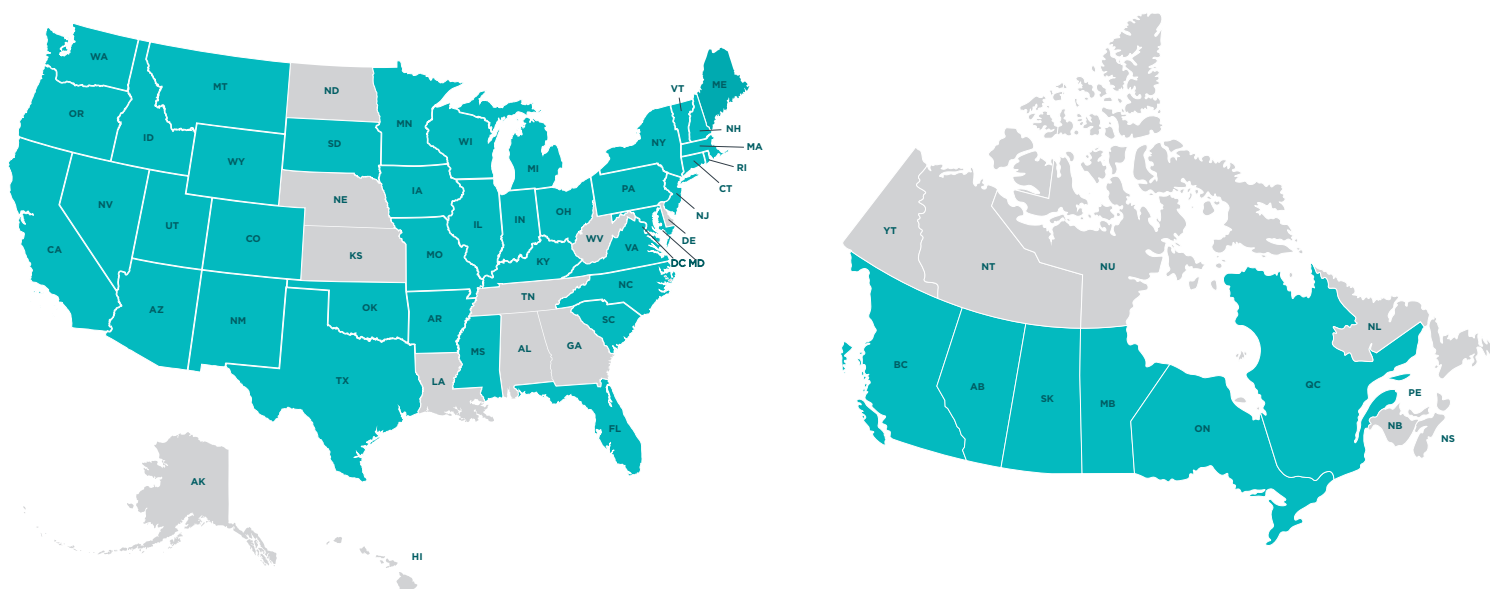 WA
MT
ND
OR
ID
MN
SD
WY
WI
MI
VT
ME
NH
NY
MA
RI
CT
NJ
PA
DE
DC MD
IA
NE
NV
UT
CO
CA
IL
IN
OH
WV
VA
KY
KS
MO
NC
TN
SC
OK
AR
AZ
NM
MS
AL
GA
TX
LA
FL
AK
HI
YT
NT
NU
BC
AB
SK
MB
ON
QC
NL
PE
NB
NS